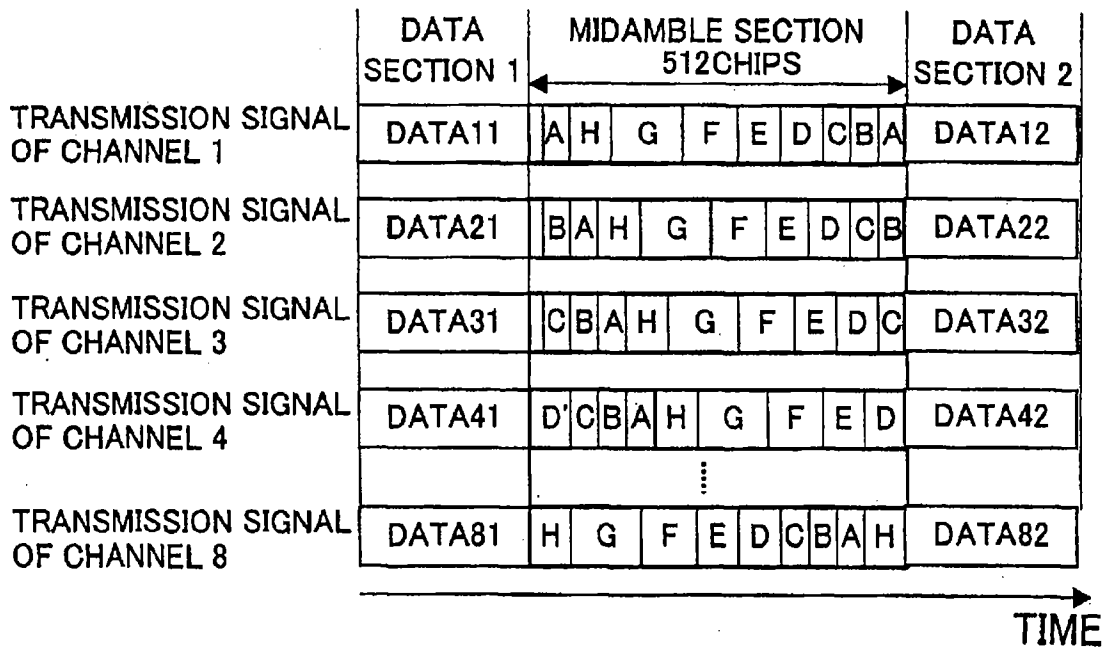 DATA SECTION 1
MIDAMBLE SECTION 512CHIPS
DATA SECTION 2
TRANSMISSION SIGNAL OF CHANNEL 1
DATA11 A H G F E D C B A DATA12
TRANSMISSION SIGNAL OF CHANNEL 2
DATA21 B A H G F E D C B DATA22
TRANSMISSION SIGNAL OF CHANNEL 3
DATA31 C B A H G F E D C DATA32
TRANSMISSION SIGNAL OF CHANNEL 4
DATA41 D' C B A H G F E D DATA42
TRANSMISSION SIGNAL OF CHANNEL 8
DATA81 H G F E D C B A H DATA82
TIME